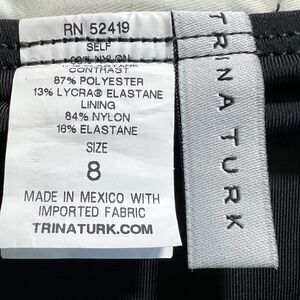 RN 52419
SELF
NYLON
CONTRAST
87% POLYESTER
13% LYCRA® ELASTANE
LINING
84% NYLON
16% ELASTANE
SIZE
8
MADE IN MEXICO WITH
IMPORTED FABRIC
TRINATURK.COM
TRINA TURK